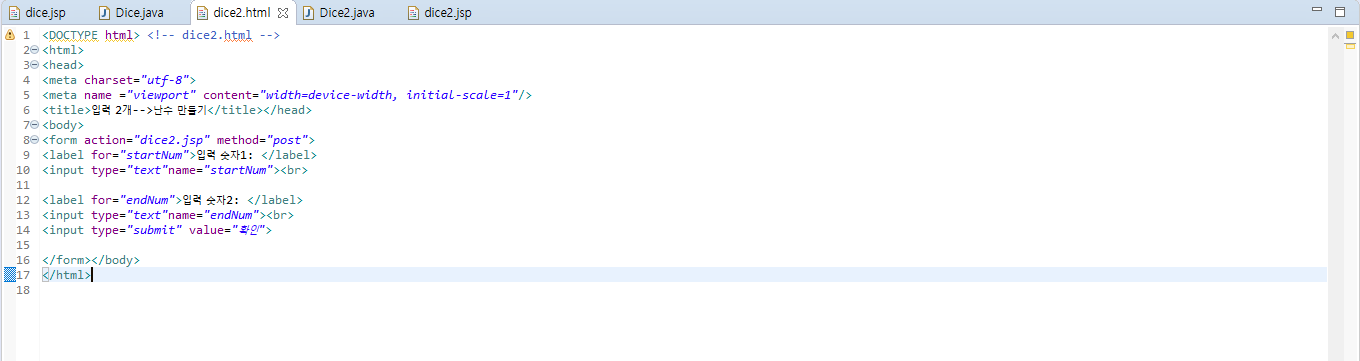 dice.jsp Dice.java dice2.html Dice2.java dice2.jsp
1 <DOCTYPE html> <!-- dice2.html -->
2 <html>
3 <head>
4 <meta charset="utf-8">
5 <meta name ="viewport" content="width=device-width, initial-scale=1"/>
6 <title>입력 2개-->난수 만들기</title></head>
7 <body>
8 <form action="dice2.jsp" method="post">
9 <label for="startNum">입력 숫자1: </label>
10 <input type="text"name="startNum"><br>
11
12 <label for="endNum">입력 숫자2: </label>
13 <input type="text"name="endNum"><br>
14 <input type="submit" value="확인">
15
16 </form></body>
17 </html>
18